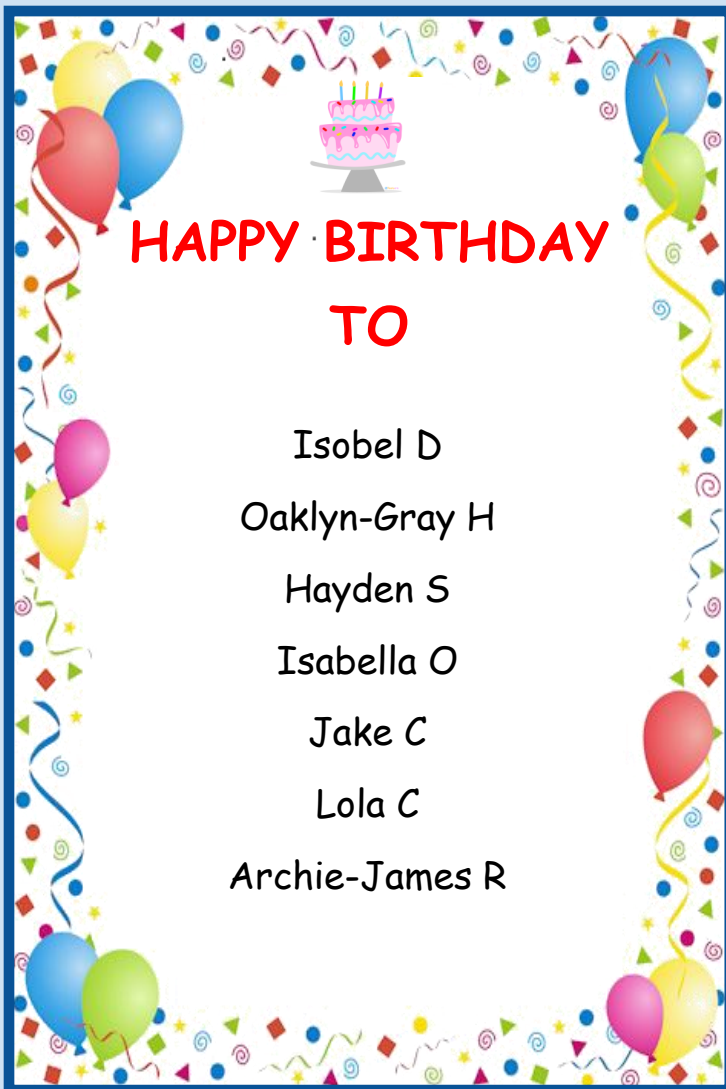 HAPPY BIRTHDAY
TO
Isobel D
Oaklyn-Gray H
Hayden S
Isabella O
Jake C
Lola C
Archie-James R